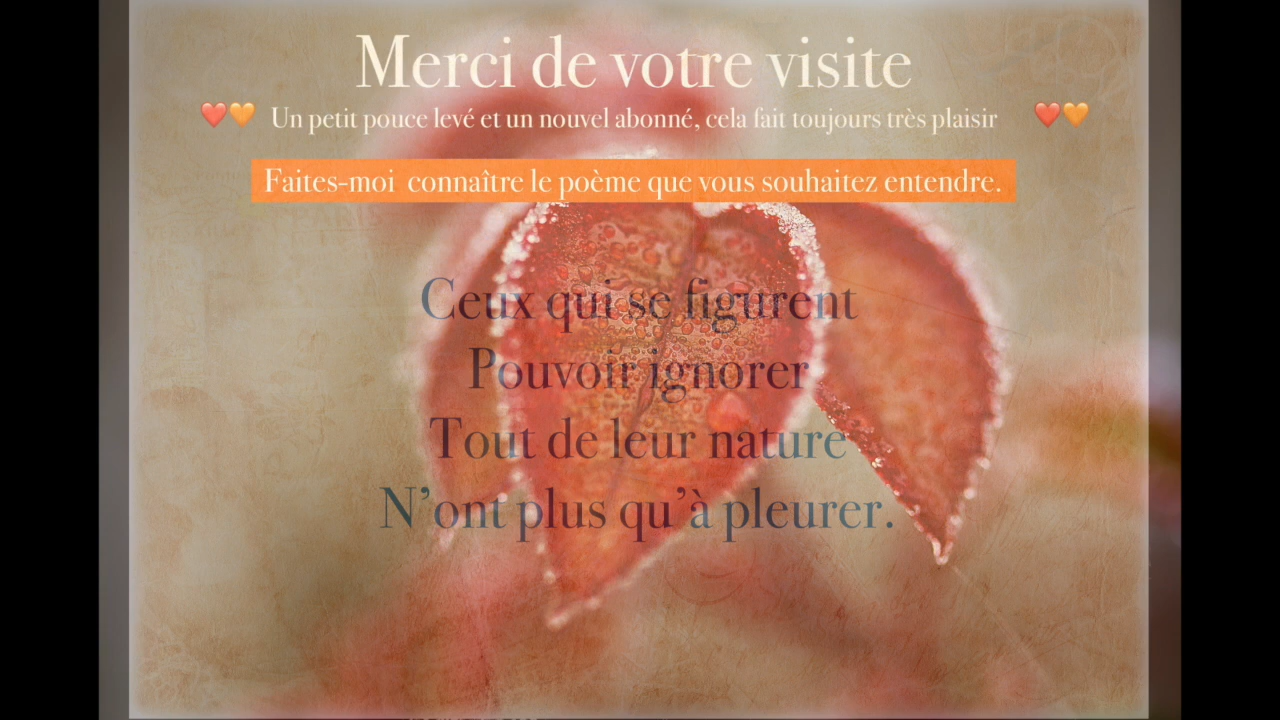 Merci de votre visite
❤️🧡 Un petit pouce levé et un nouvel abonné, cela fait toujours très plaisir ❤️🧡
Faites-moi connaître le poème que vous souhaitez entendre.
Ceux qui se figurent
Pouvoir ignorer
Tout de leur nature
N’ont plus qu’à pleurer.